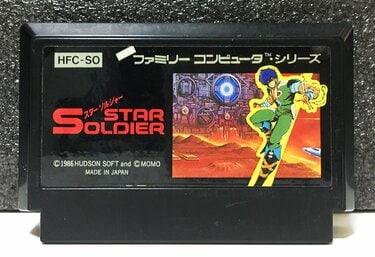 HFC-SO
ファミリー コンピュータ™ シリーズ
スターソルジャー
STAR
SOLDIER
©1986 HUDSON SOFT and ©MOMO
MADE IN JAPAN